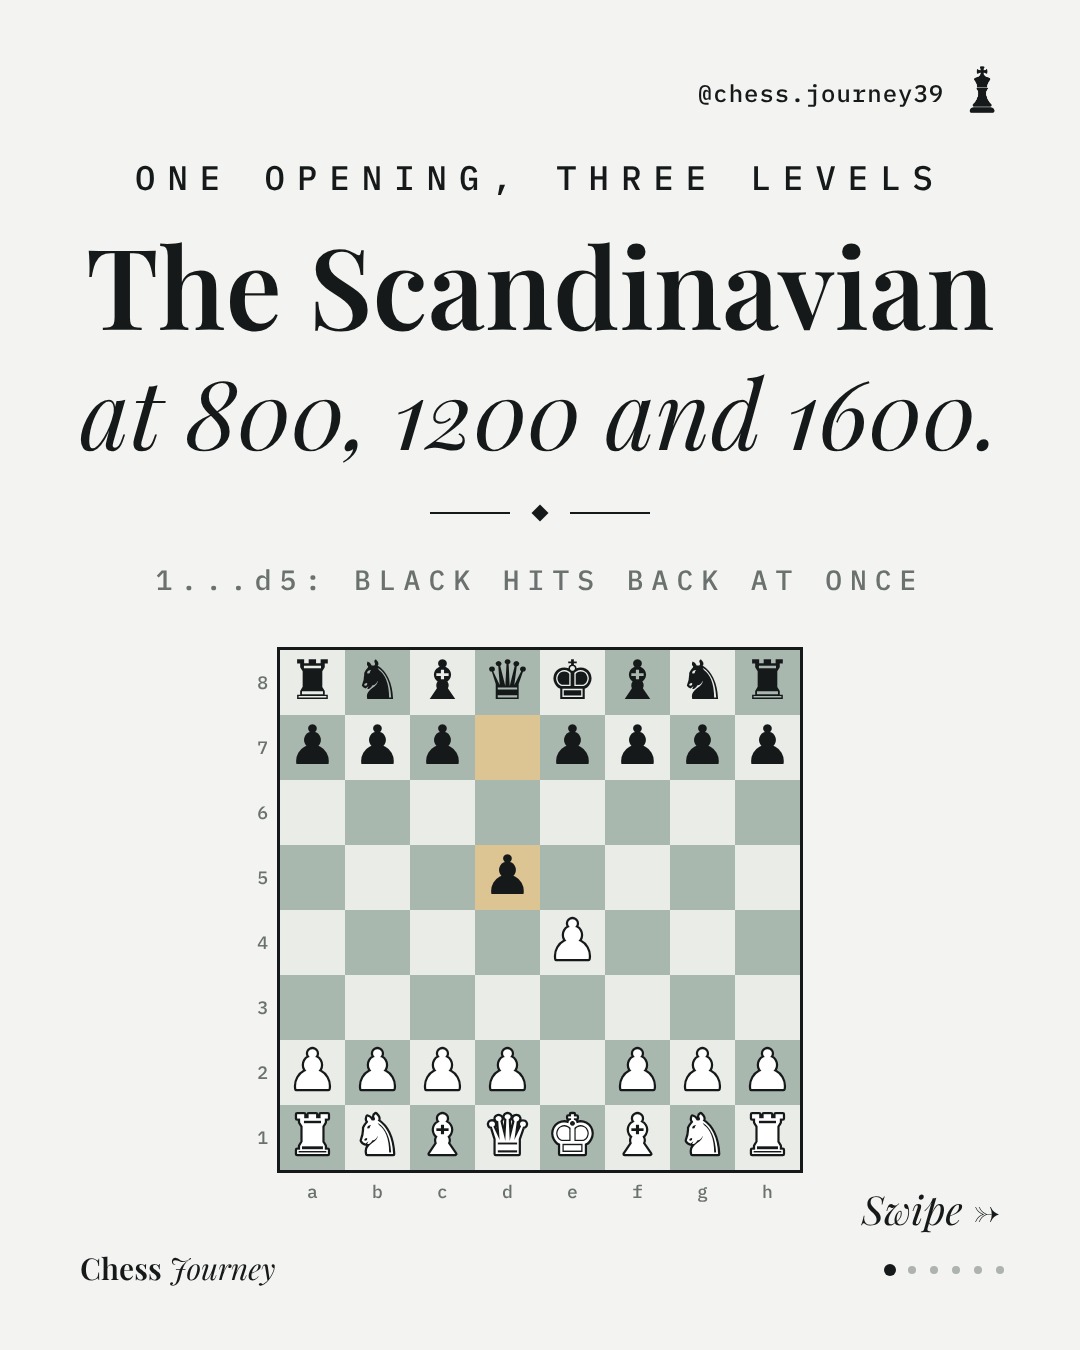 @chess.journey39
ONE OPENING, THREE LEVELS
The Scandinavian
at 800, 1200 and 1600.
1...d5: BLACK HITS BACK AT ONCE
8
7
6
5
4
3
2
1
a b c d e f g h
Swipe
Chess Journey